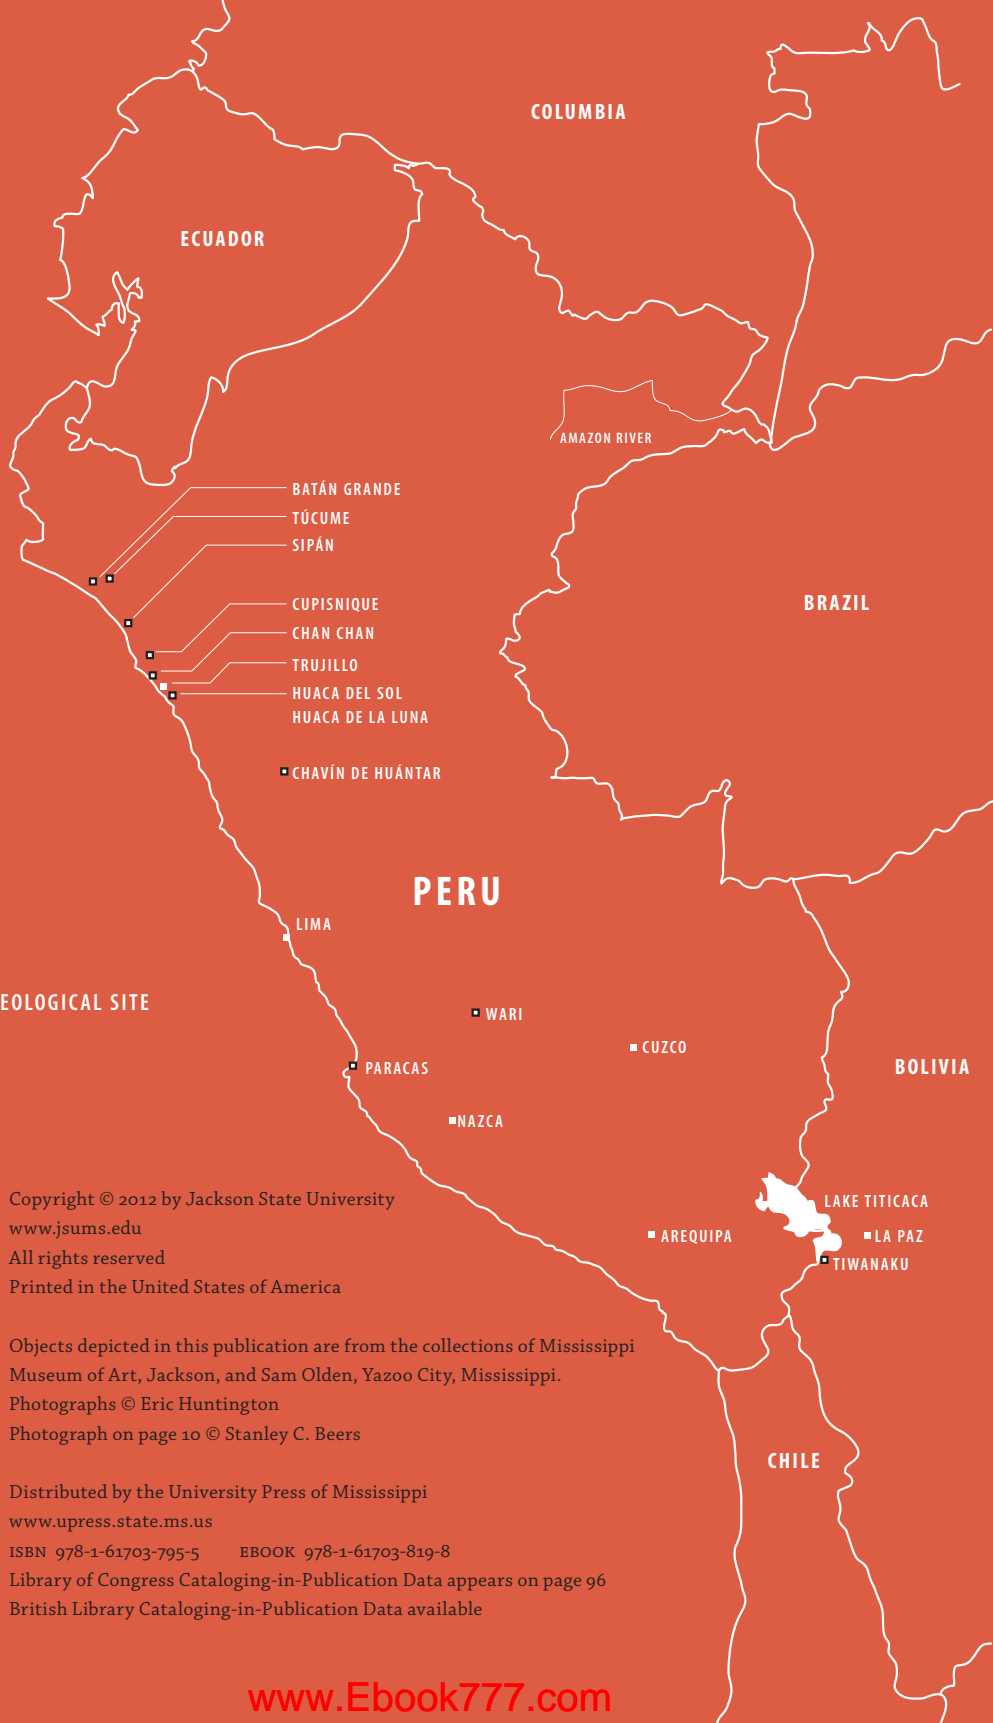 COLUMBIA
ECUADOR
AMAZON RIVER
BATÁN GRANDE
TÚCUME
SIPÁN
BRAZIL
CUPISNIQUE
CHAN CHAN
TRUJILLO
HUACA DEL SOL
HUACA DE LA LUNA
CHAVÍN DE HUÁNTAR
PERU
LIMA
EOLOGICAL SITE
WARI
CUZCO
PARACAS
BOLIVIA
NAZCA
LAKE TITICACA
AREQUIPA
LA PAZ
TIWANAKU
CHILE
Copyright © 2012 by Jackson State University
www.jsums.edu
All rights reserved
Printed in the United States of America
Objects depicted in this publication are from the collections of Mississippi
Museum of Art, Jackson, and Sam Olden, Yazoo City, Mississippi.
Photographs © Eric Huntington
Photograph on page 10 © Stanley C. Beers
Distributed by the University Press of Mississippi
www.upress.state.ms.us
ISBN 978-1-61703-795-5 EBOOK 978-1-61703-819-8
Library of Congress Cataloging-in-Publication Data appears on page 96
British Library Cataloging-in-Publication Data available
www.Ebook777.com